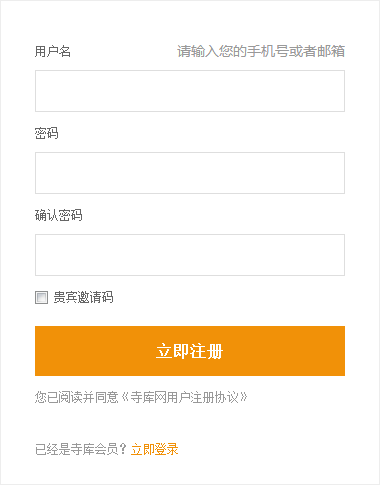 用户名 请输入您的手机号或者邮箱
密码
确认密码
贵宾邀请码
立即注册
您已阅读并同意《寺库网用户注册协议》
已经是寺库会员？立即登录